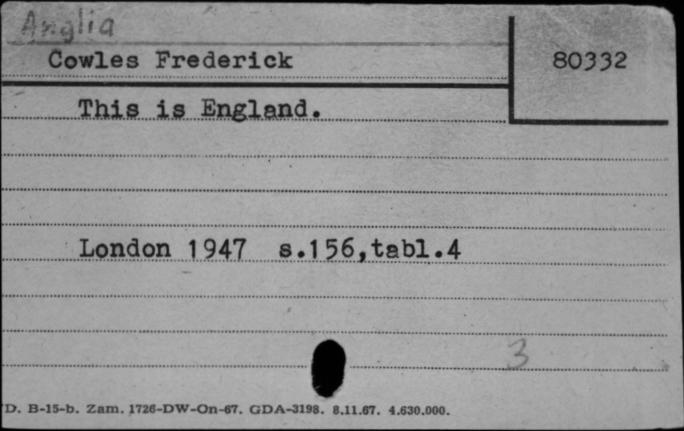 Anglia
Cowles Frederick
80332
This is England.
London 1947 s.156,tabl.4
3
D. B-15-b. Zam. 1726-DW-On-67. GDA-3198. 8.11.67. 4.630.000.